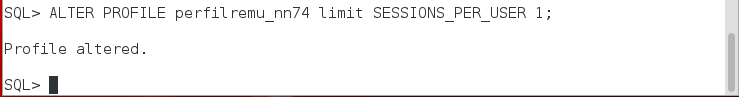 SQL> ALTER PROFILE perfilremu_nn74 limit SESSIONS_PER_USER 1;
Profile altered.
SQL>